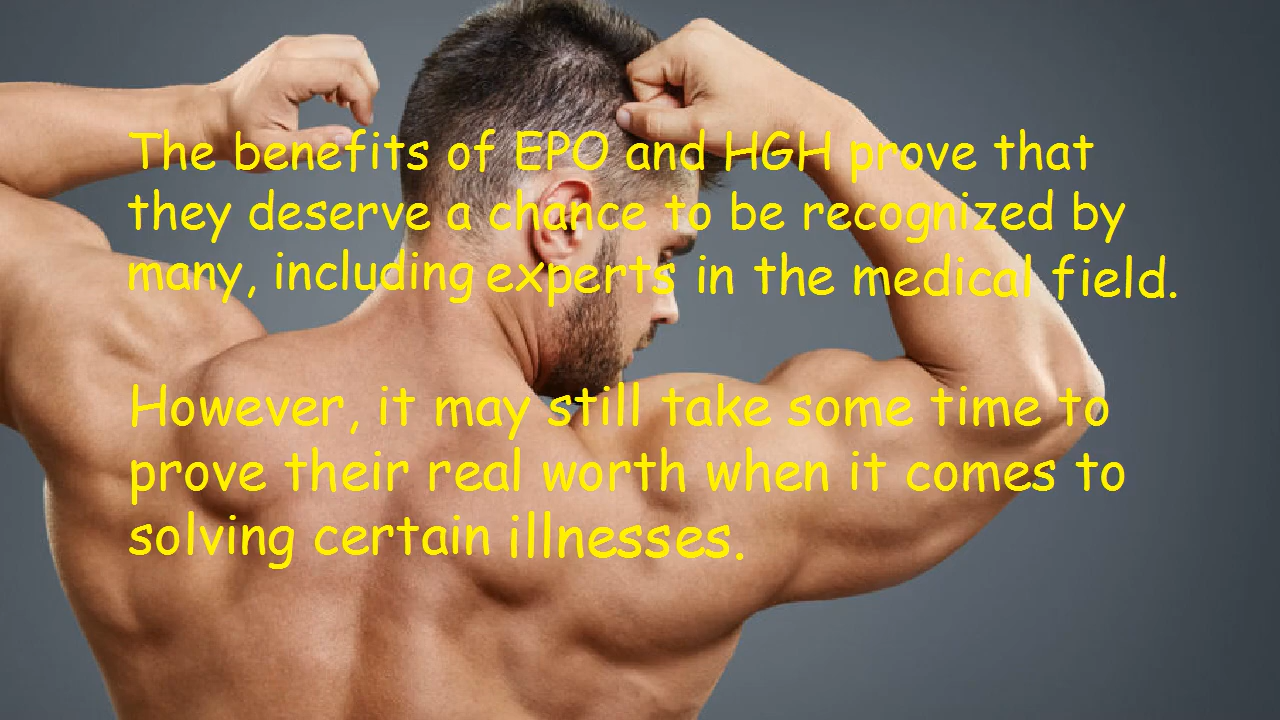 The benefits of EPO and HGH prove that
they deserve a chance to be recognized by
many, including experts in the medical field.
However, it may still take some time to
prove their real worth when it comes to
solving certain illnesses.